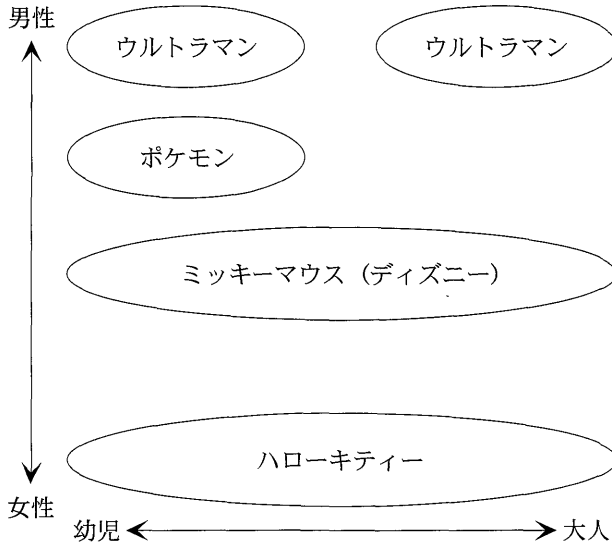 男性
ウルトラマン ウルトラマン
ポケモン
ミッキーマウス (ディズニー)
ハローキティー
女性
幼児 大人